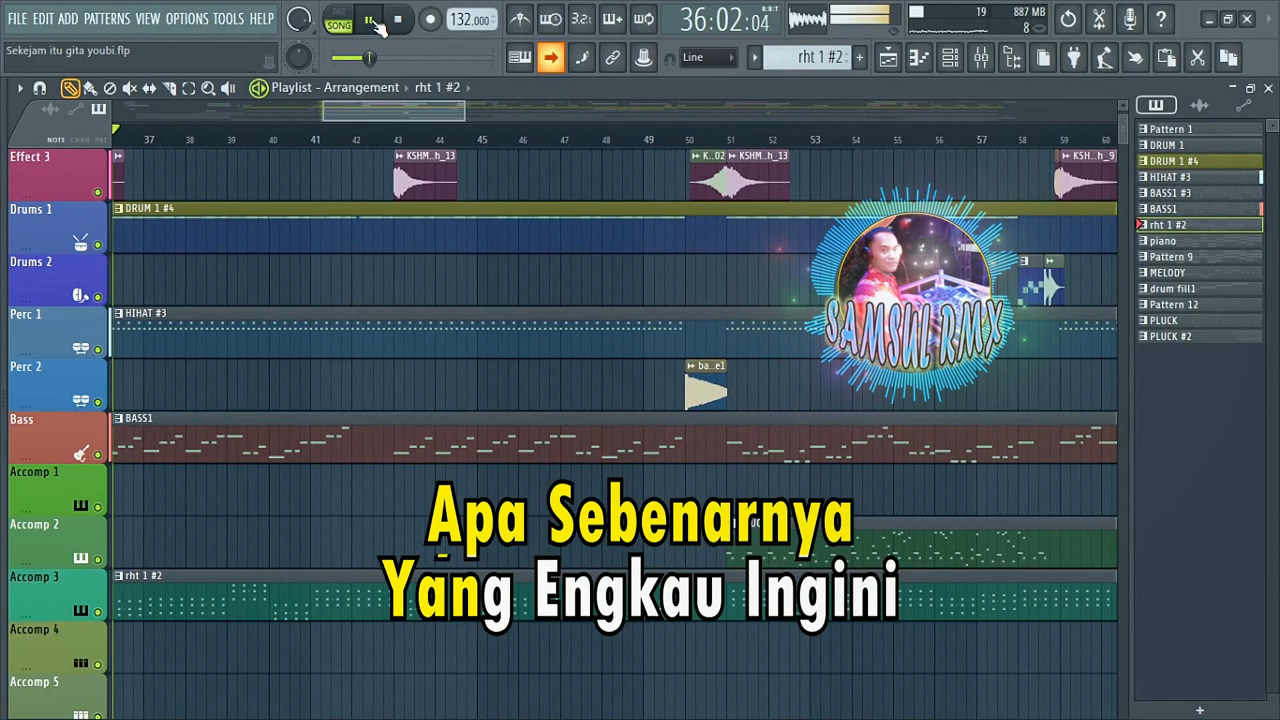 FILE EDIT ADD PATTERNS VIEW OPTIONS TOOLS HELP
PAT
SONG
132.000
3.2.
36:02:04
19
887 MB
8
Sekejam itu gita youbi.flp
Line
rht 1 #2
Playlist - Arrangement
rht 1 #2
NOTE CHAN PAT
37 39 40 41 42 43 44 45 46 47 48 49 50 51 52 53 54 55 56 57 58 59 60
Effect 3
KSHM..h_13
K..02
KSHM..h_13
KSH..h_9
Drums 1
DRUM 1 #4
Drums 2
Perc 1
HIHAT #3
Perc 2
ba..e1
Bass
BASS1
Accomp 1
Accomp 2
Accomp 3
rht 1 #2
Accomp 4
Accomp 5
SAMSUL RMX
Apa Sebenarnya
Yang Engkau Ingini
Pattern 1
DRUM 1
DRUM 1 #4
HIHAT #3
BASS1 #3
BASS1
rht 1 #2
piano
Pattern 9
MELODY
drum fill1
Pattern 12
PLUCK
PLUCK #2